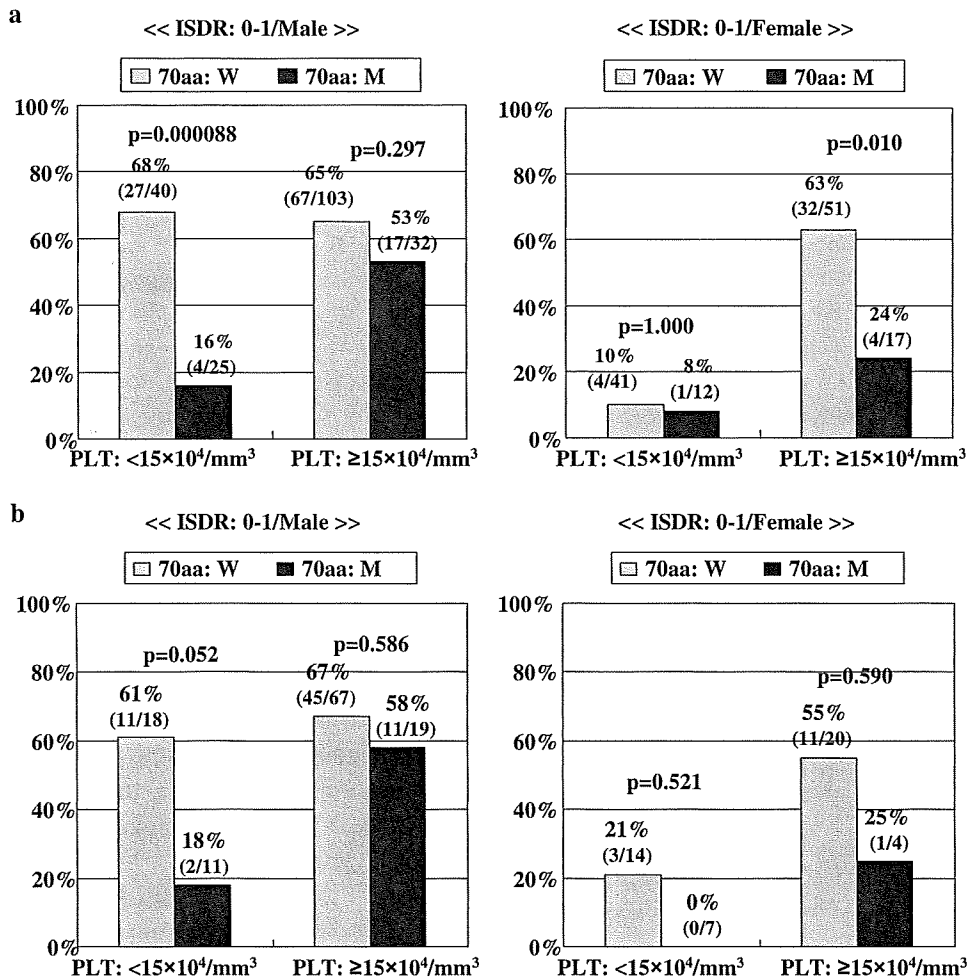 a
<< ISDR: 0-1/Male >>
70aa: W 70aa: M
100%
80%
60%
40%
20%
0%
p=0.000088
68%
(27/40)
16%
(4/25)
p=0.297
65%
(67/103)
53%
(17/32)
PLT: <15×10⁴/mm³ PLT: ≥15×10⁴/mm³
<< ISDR: 0-1/Female >>
70aa: W 70aa: M
100%
80%
60%
40%
20%
0%
p=1.000
10%
(4/41)
8%
(1/12)
p=0.010
63%
(32/51)
24%
(4/17)
PLT: <15×10⁴/mm³ PLT: ≥15×10⁴/mm³
b
<< ISDR: 0-1/Male >>
70aa: W 70aa: M
100%
80%
60%
40%
20%
0%
p=0.052
61%
(11/18)
18%
(2/11)
p=0.586
67%
(45/67)
58%
(11/19)
PLT: <15×10⁴/mm³ PLT: ≥15×10⁴/mm³
<< ISDR: 0-1/Female >>
70aa: W 70aa: M
100%
80%
60%
40%
20%
0%
p=0.521
21%
(3/14)
0%
(0/7)
p=0.590
55%
(11/20)
25%
(1/4)
PLT: <15×10⁴/mm³ PLT: ≥15×10⁴/mm³